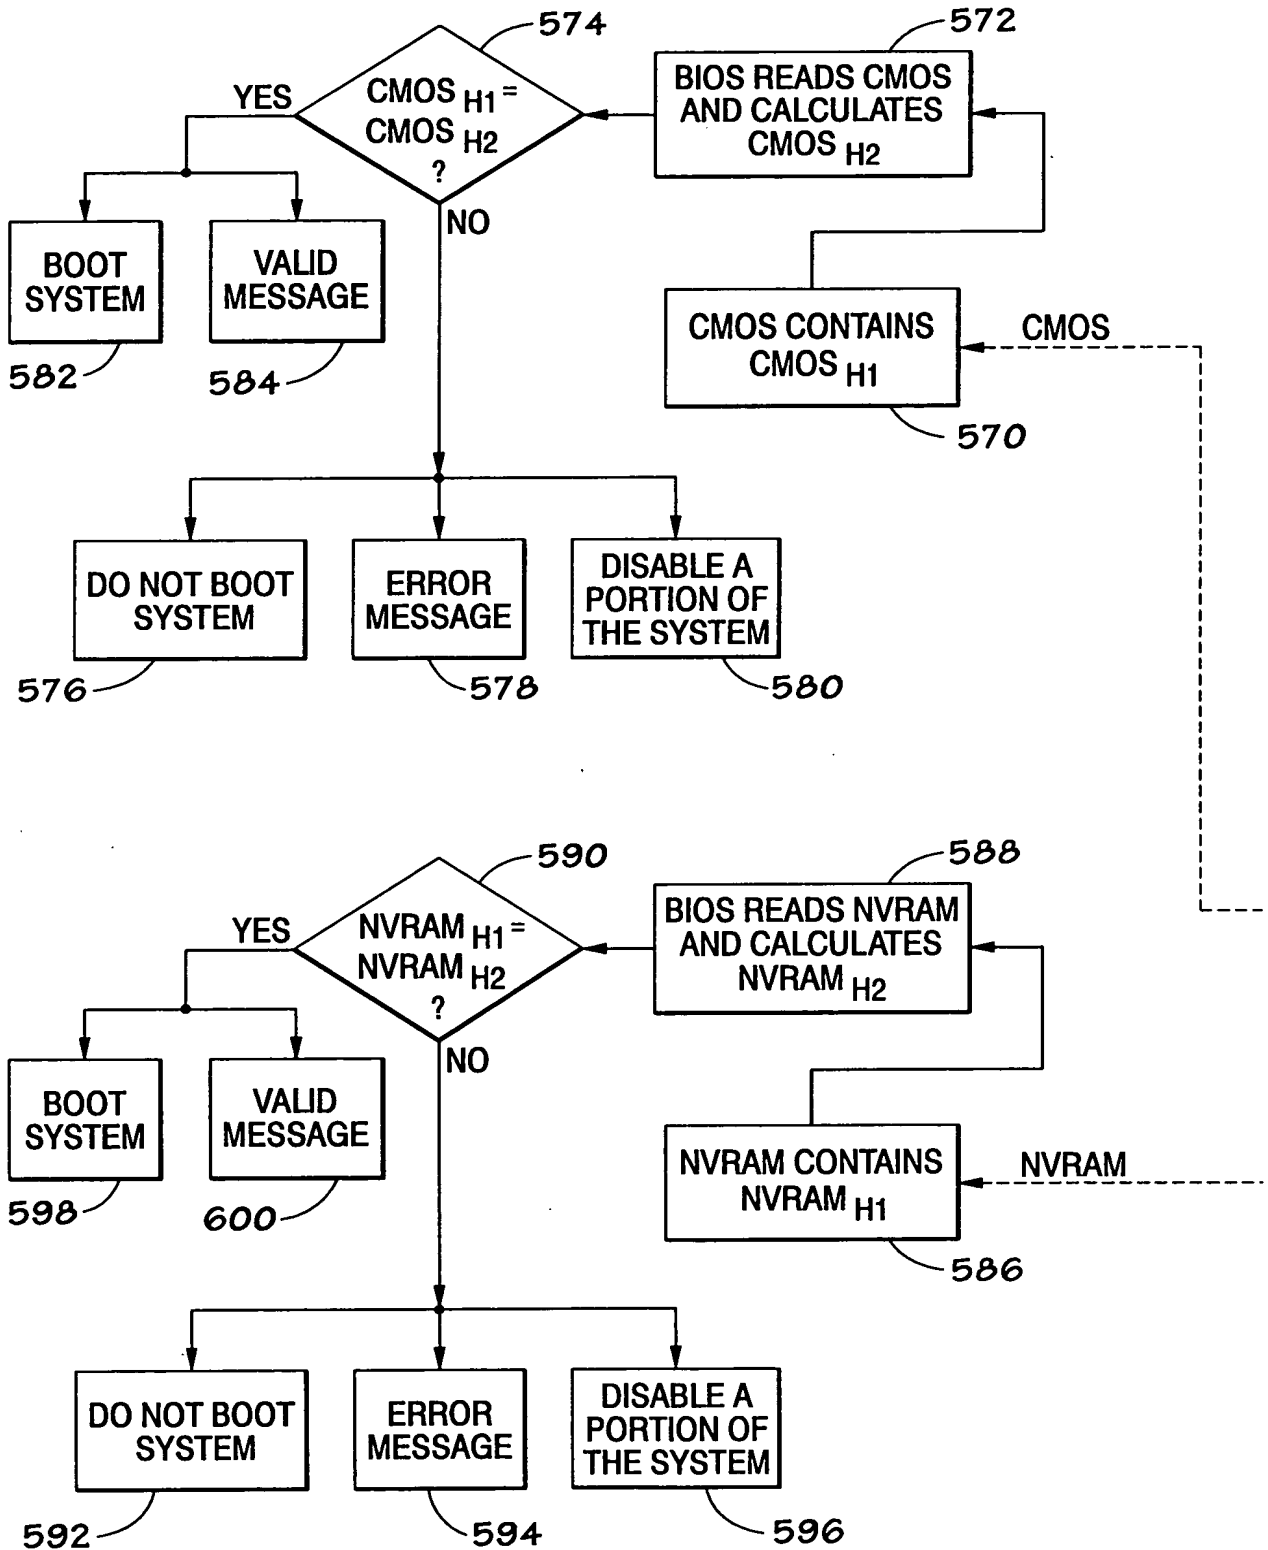 574
572
YES
CMOS H1 =
CMOS H2
?
BIOS READS CMOS
AND CALCULATES
CMOS H2
NO
BOOT
SYSTEM
VALID
MESSAGE
CMOS CONTAINS
CMOS H1
CMOS
582
584
570
DO NOT BOOT
SYSTEM
ERROR
MESSAGE
DISABLE A
PORTION OF
THE SYSTEM
576
578
580
590
588
YES
NVRAM H1 =
NVRAM H2
?
BIOS READS NVRAM
AND CALCULATES
NVRAM H2
NO
BOOT
SYSTEM
VALID
MESSAGE
NVRAM CONTAINS
NVRAM H1
NVRAM
598
600
586
DO NOT BOOT
SYSTEM
ERROR
MESSAGE
DISABLE A
PORTION OF
THE SYSTEM
592
594
596